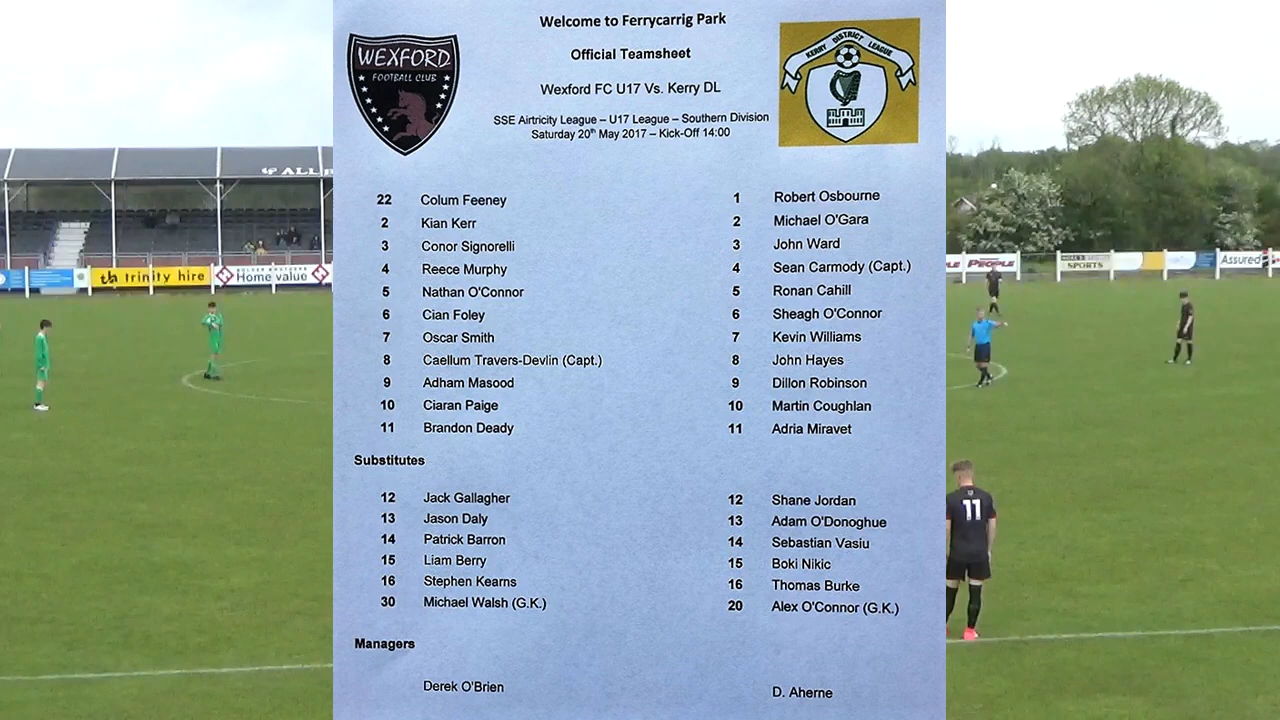 Welcome to Ferrycarrig Park
Official Teamsheet
Wexford FC U17 Vs. Kerry DL
SSE Airtricity League – U17 League – Southern Division
Saturday 20th May 2017 – Kick-Off 14:00
WEXFORD
FOOTBALL CLUB
KERRY DISTRICT LEAGUE
22 Colum Feeney
2 Kian Kerr
3 Conor Signorelli
4 Reece Murphy
5 Nathan O'Connor
6 Cian Foley
7 Oscar Smith
8 Caellum Travers-Devlin (Capt.)
9 Adham Masood
10 Ciaran Paige
11 Brandon Deady
1 Robert Osbourne
2 Michael O'Gara
3 John Ward
4 Sean Carmody (Capt.)
5 Ronan Cahill
6 Sheagh O'Connor
7 Kevin Williams
8 John Hayes
9 Dillon Robinson
10 Martin Coughlan
11 Adria Miravet
Substitutes
12 Jack Gallagher
13 Jason Daly
14 Patrick Barron
15 Liam Berry
16 Stephen Kearns
30 Michael Walsh (G.K.)
12 Shane Jordan
13 Adam O'Donoghue
14 Sebastian Vasiu
15 Boki Nikic
16 Thomas Burke
20 Alex O'Connor (G.K.)
Managers
Derek O'Brien
D. Aherne
trinity hire
Home value
PEOPLE
SPORTS
Assured
11